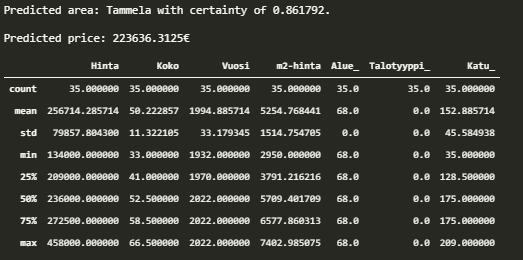 Predicted area: Tammela with certainty of 0.861792.
Predicted price: 223636.3125€
Hinta Koko Vuosi m2-hinta Alue_ Talotyyppi_ Katu_
count 35.000000 35.000000 35.000000 35.000000 35.0 35.0 35.000000
mean 256714.285714 50.222857 1994.885714 5254.768441 68.0 0.0 152.885714
std 79857.804300 11.322105 33.179345 1514.754705 0.0 0.0 45.584938
min 134000.000000 33.000000 1932.000000 2950.000000 68.0 0.0 35.000000
25% 209000.000000 41.000000 1970.000000 3791.216216 68.0 0.0 128.500000
50% 236000.000000 52.500000 2022.000000 5709.401709 68.0 0.0 175.000000
75% 272500.000000 58.500000 2022.000000 6577.860313 68.0 0.0 175.000000
max 458000.000000 66.500000 2022.000000 7402.985075 68.0 0.0 209.000000